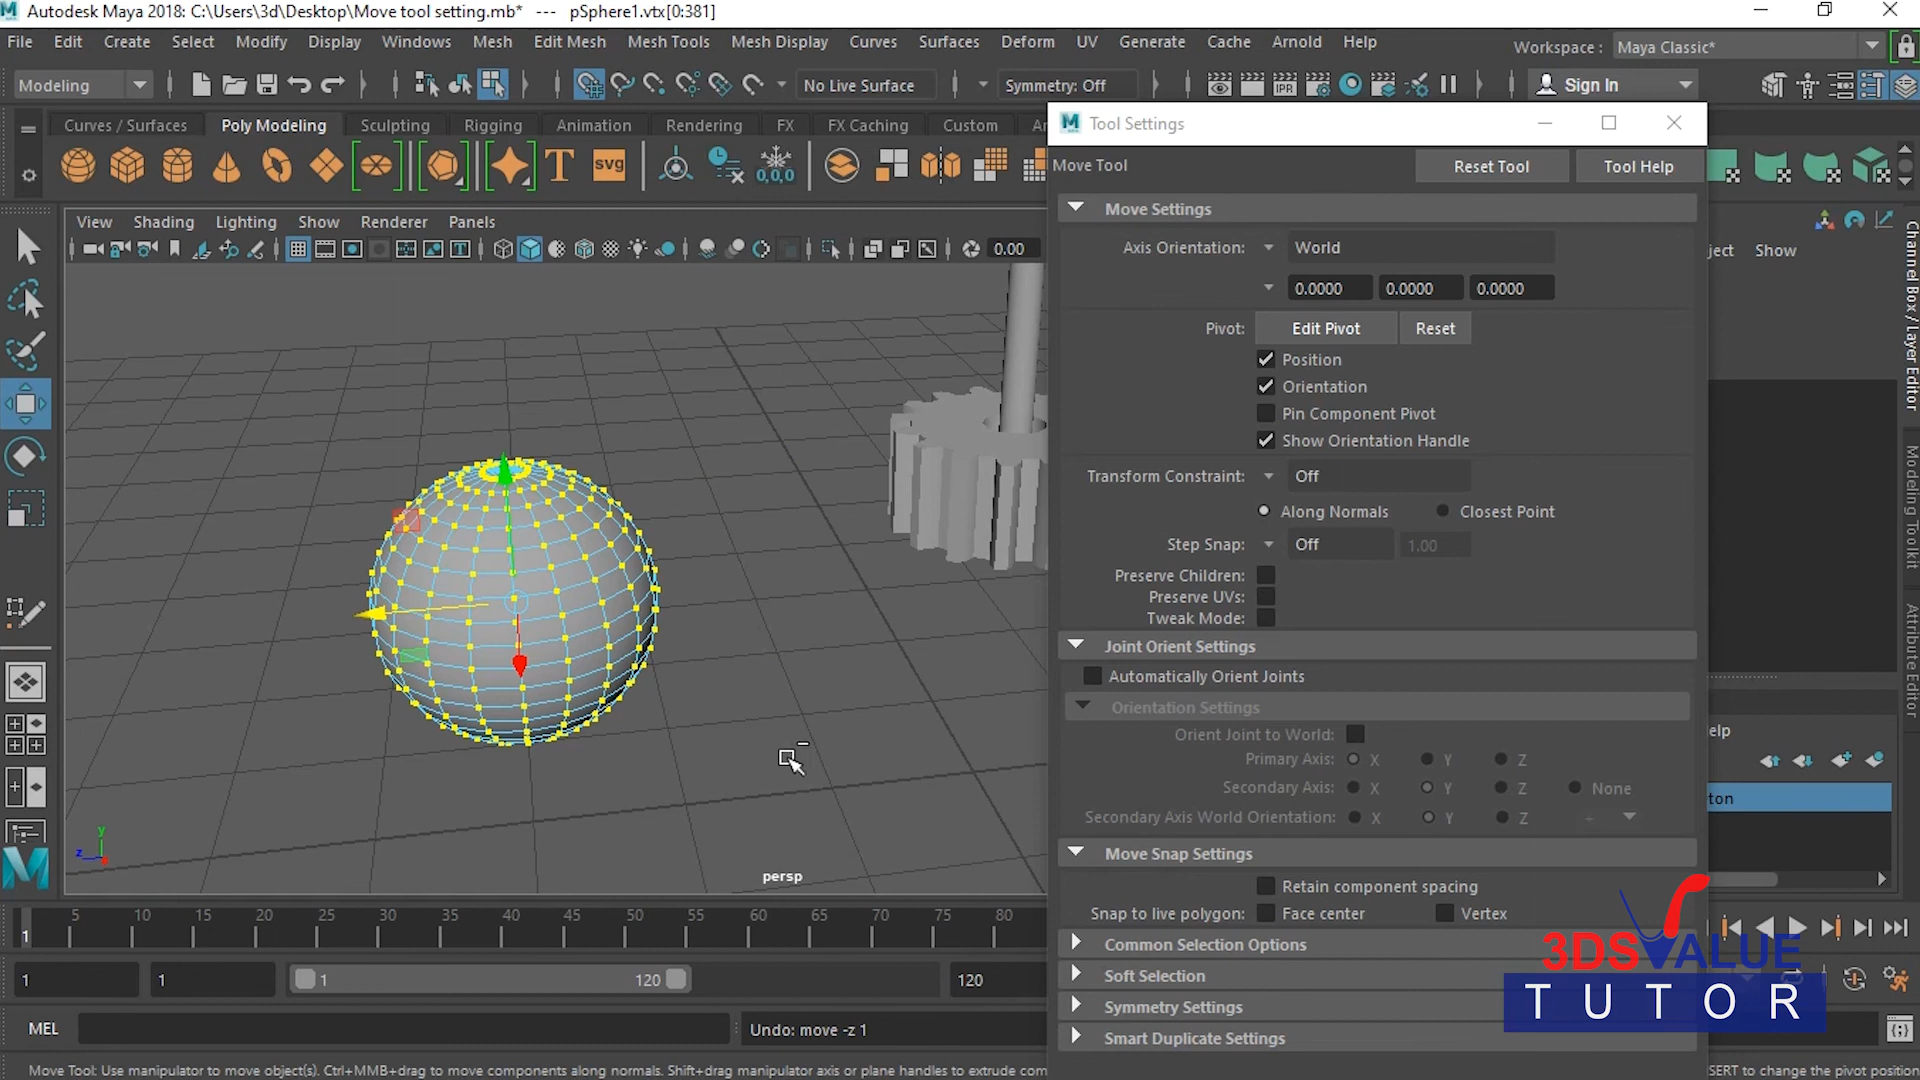 Autodesk Maya 2018: C:\Users\3d\Desktop\Move tool setting.mb* --- pSphere1.vtx[0:381]
File Edit Create Select Modify Display Windows Mesh Edit Mesh Mesh Tools Mesh Display Curves Surfaces Deform UV Generate Cache Arnold Help
Workspace : Maya Classic*
Modeling No Live Surface Symmetry: Off IPR Sign In
Curves / Surfaces Poly Modeling Sculpting Rigging Animation Rendering FX FX Caching Custom
Tool Settings
T svg 0,0,0
Move Tool Reset Tool Tool Help
View Shading Lighting Show Renderer Panels
0.00
Move Settings
Axis Orientation: World
0.0000 0.0000 0.0000
Pivot: Edit Pivot Reset
Position
Orientation
Pin Component Pivot
Show Orientation Handle
Transform Constraint: Off
Along Normals Closest Point
Step Snap: Off 1.00
Preserve Children:
Preserve UVs:
Tweak Mode:
Joint Orient Settings
Automatically Orient Joints
Orientation Settings
Orient Joint to World:
Primary Axis: X Y Z
Secondary Axis: X Y Z None
Secondary Axis World Orientation: X Y Z +
Move Snap Settings
Retain component spacing
Snap to live polygon: Face center Vertex
Common Selection Options
Soft Selection
Symmetry Settings
Smart Duplicate Settings
ject Show
Channel Box / Layer Editor
Modeling Toolkit
Attribute Editor
elp
ton
y
z
persp
5 10 15 20 25 30 35 40 45 50 55 60 65 70 75 80
1
1 1 1 120 120
MEL Undo: move -z 1
3DSVALUE
TUTOR
Move Tool: Use manipulator to move object(s). Ctrl+MMB+drag to move components along normals. Shift+drag manipulator axis or plane handles to extrude com
SERT to change the pivot position